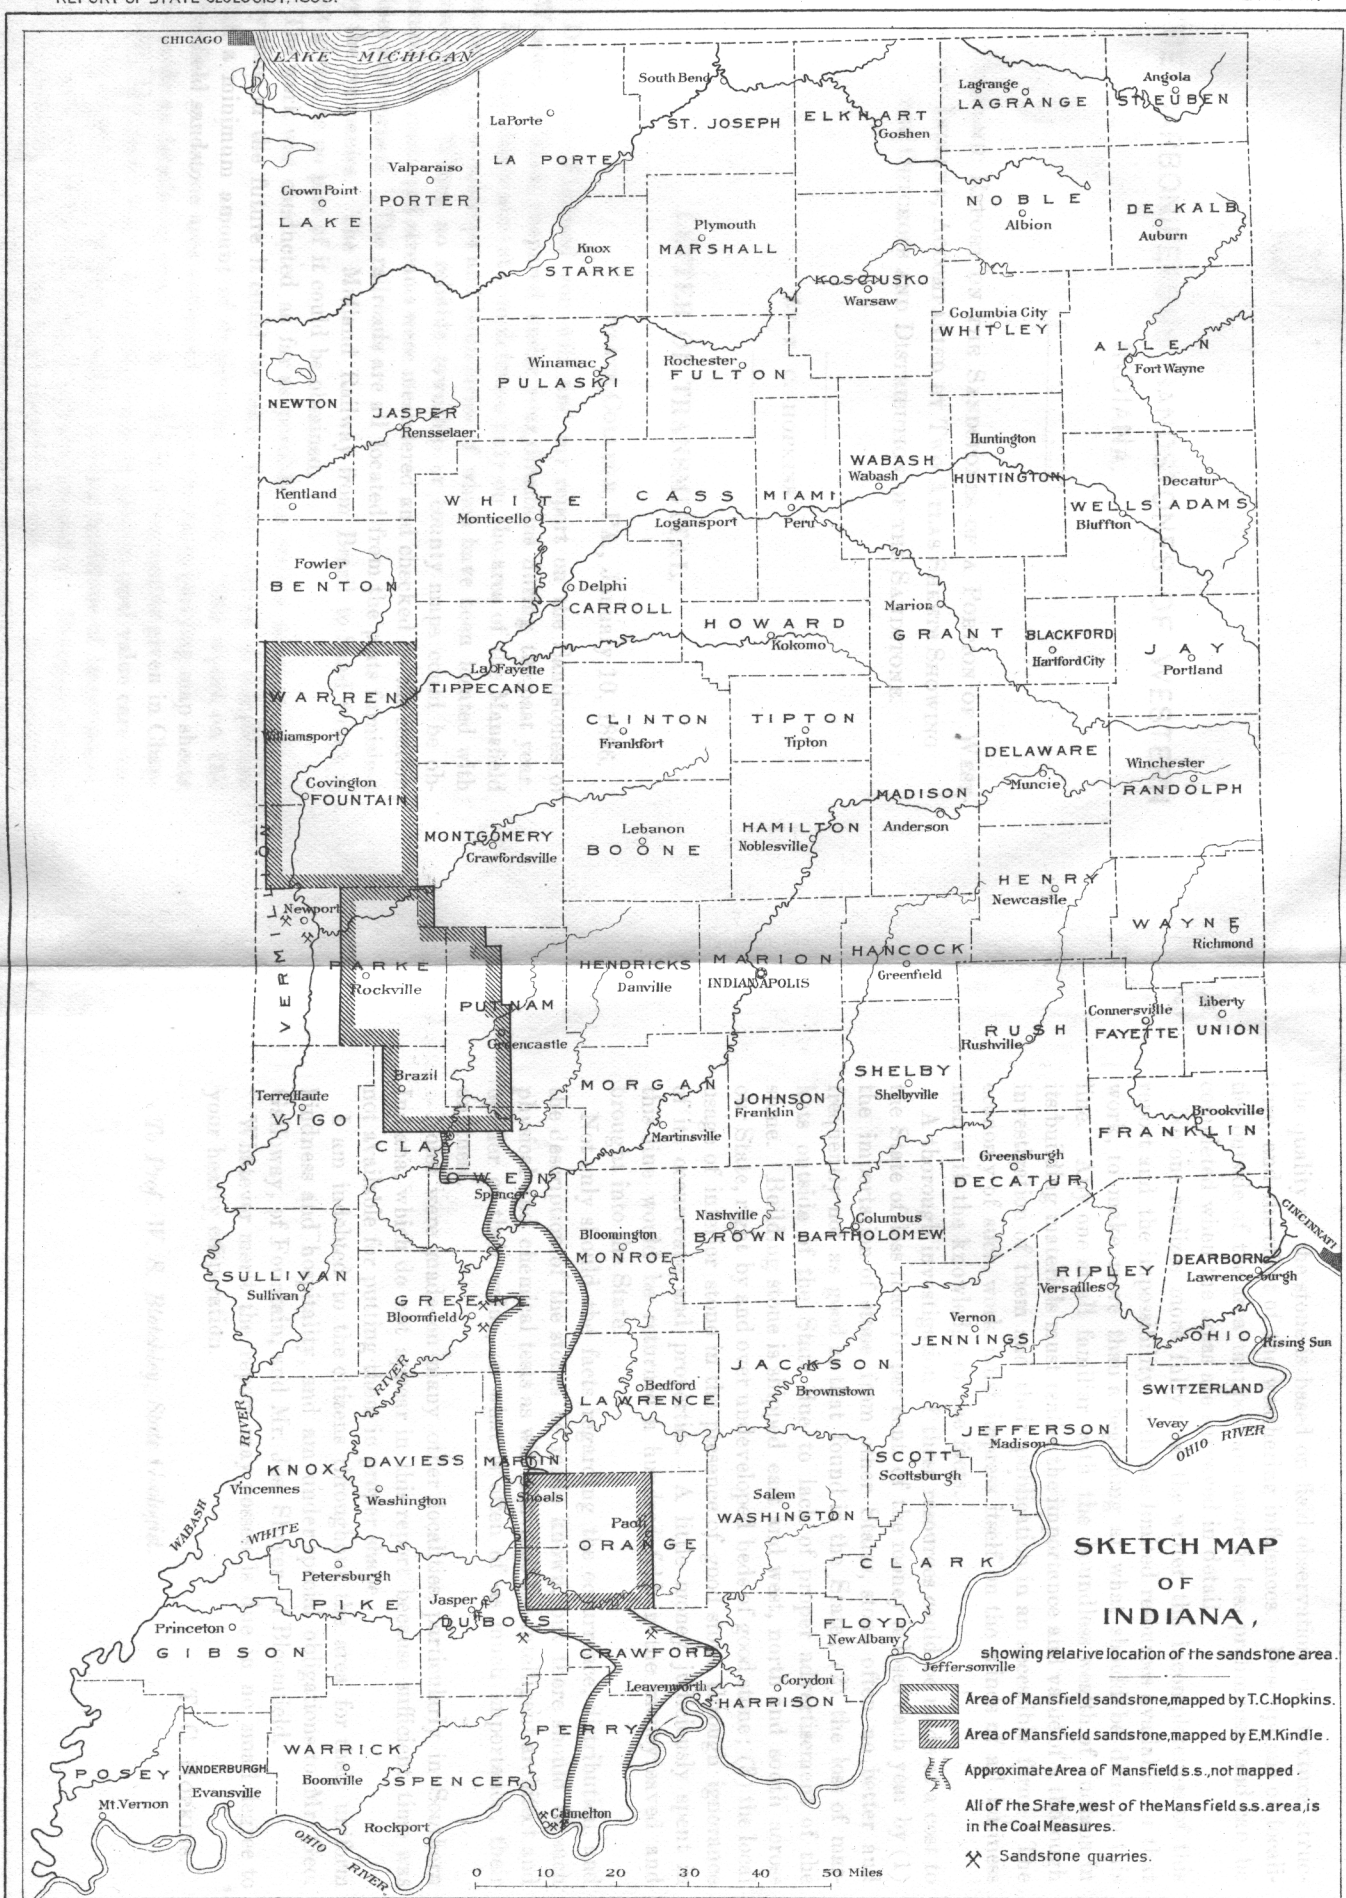 REPORT OF STATE GEOLOGIST, 1895.
CHICAGO
LAKE MICHIGAN
South Bend
Lagrange
LAGRANGE
Angola
STEUBEN
LaPorte
LA PORTE
ST. JOSEPH
ELKHART
Goshen
Valparaiso
PORTER
Crown Point
LAKE
NOBLE
Albion
DE KALB
Auburn
Plymouth
MARSHALL
Knox
STARKE
KOSCIUSKO
Warsaw
Columbia City
WHITLEY
ALLEN
Fort Wayne
Winamac
PULASKI
Rochester
FULTON
NEWTON
JASPER
Rensselaer
Huntington
HUNTINGTON
WABASH
Wabash
Kentland
WHITE
Monticello
CASS
Logansport
MIAMI
Peru
Decatur
WELLS
ADAMS
Bluffton
Fowler
BENTON
Delphi
CARROLL
HOWARD
Kokomo
Marion
GRANT
BLACKFORD
Hartford City
JAY
Portland
LaFayette
TIPPECANOE
WARREN
Williamsport
CLINTON
Frankfort
TIPTON
Tipton
DELAWARE
Muncie
Winchester
RANDOLPH
Covington
FOUNTAIN
MADISON
Anderson
MONTGOMERY
Crawfordsville
Lebanon
BOONE
HAMILTON
Noblesville
HENRY
Newcastle
VERMILLION
Newport
WAYNE
Richmond
PARKE
Rockville
HENDRICKS
Danville
MARION
INDIANAPOLIS
HANCOCK
Greenfield
PUTNAM
Greencastle
Connersville
FAYETTE
Liberty
UNION
RUSH
Rushville
Brazil
MORGAN
JOHNSON
Franklin
SHELBY
Shelbyville
Terre Haute
VIGO
Martinsville
Brookville
FRANKLIN
CLA
OWEN
Spencer
Greensburgh
DECATUR
Nashville
BROWN
Columbus
BARTHOLOMEW
Bloomington
MONROE
CINCINNATI
DEARBORN
Lawrence-burgh
RIPLEY
Versailles
SULLIVAN
Sullivan
GREENE
Bloomfield
Vernon
JENNINGS
OHIO
Rising Sun
JACKSON
Brownstown
RIVER
Bedford
LAWRENCE
SWITZERLAND
Vevay
JEFFERSON
Madison
OHIO RIVER
WABASH RIVER
KNOX
Vincennes
DAVIESS
Washington
MARTIN
Shoals
SCOTT
Scottsburgh
Salem
WASHINGTON
WHITE
Paoli
ORANGE
CLARK
Petersburgh
PIKE
Jasper
DUBOIS
Princeton
GIBSON
FLOYD
New Albany
Jeffersonville
CRAWFORD
Leavenworth
Corydon
HARRISON
PERRY
WARRICK
Boonville
SPENCER
POSEY
VANDERBURGH
Mt. Vernon
Evansville
Rockport
Cannelton
OHIO RIVER
SKETCH MAP
OF
INDIANA,
showing relative location of the sandstone area.
Area of Mansfield sandstone, mapped by T.C.Hopkins.
Area of Mansfield sandstone, mapped by E.M.Kindle.
Approximate Area of Mansfield s.s., not mapped.
All of the State, west of the Mansfield s.s. area, is
in the Coal Measures.
Sandstone quarries.
0 10 20 30 40 50 Miles